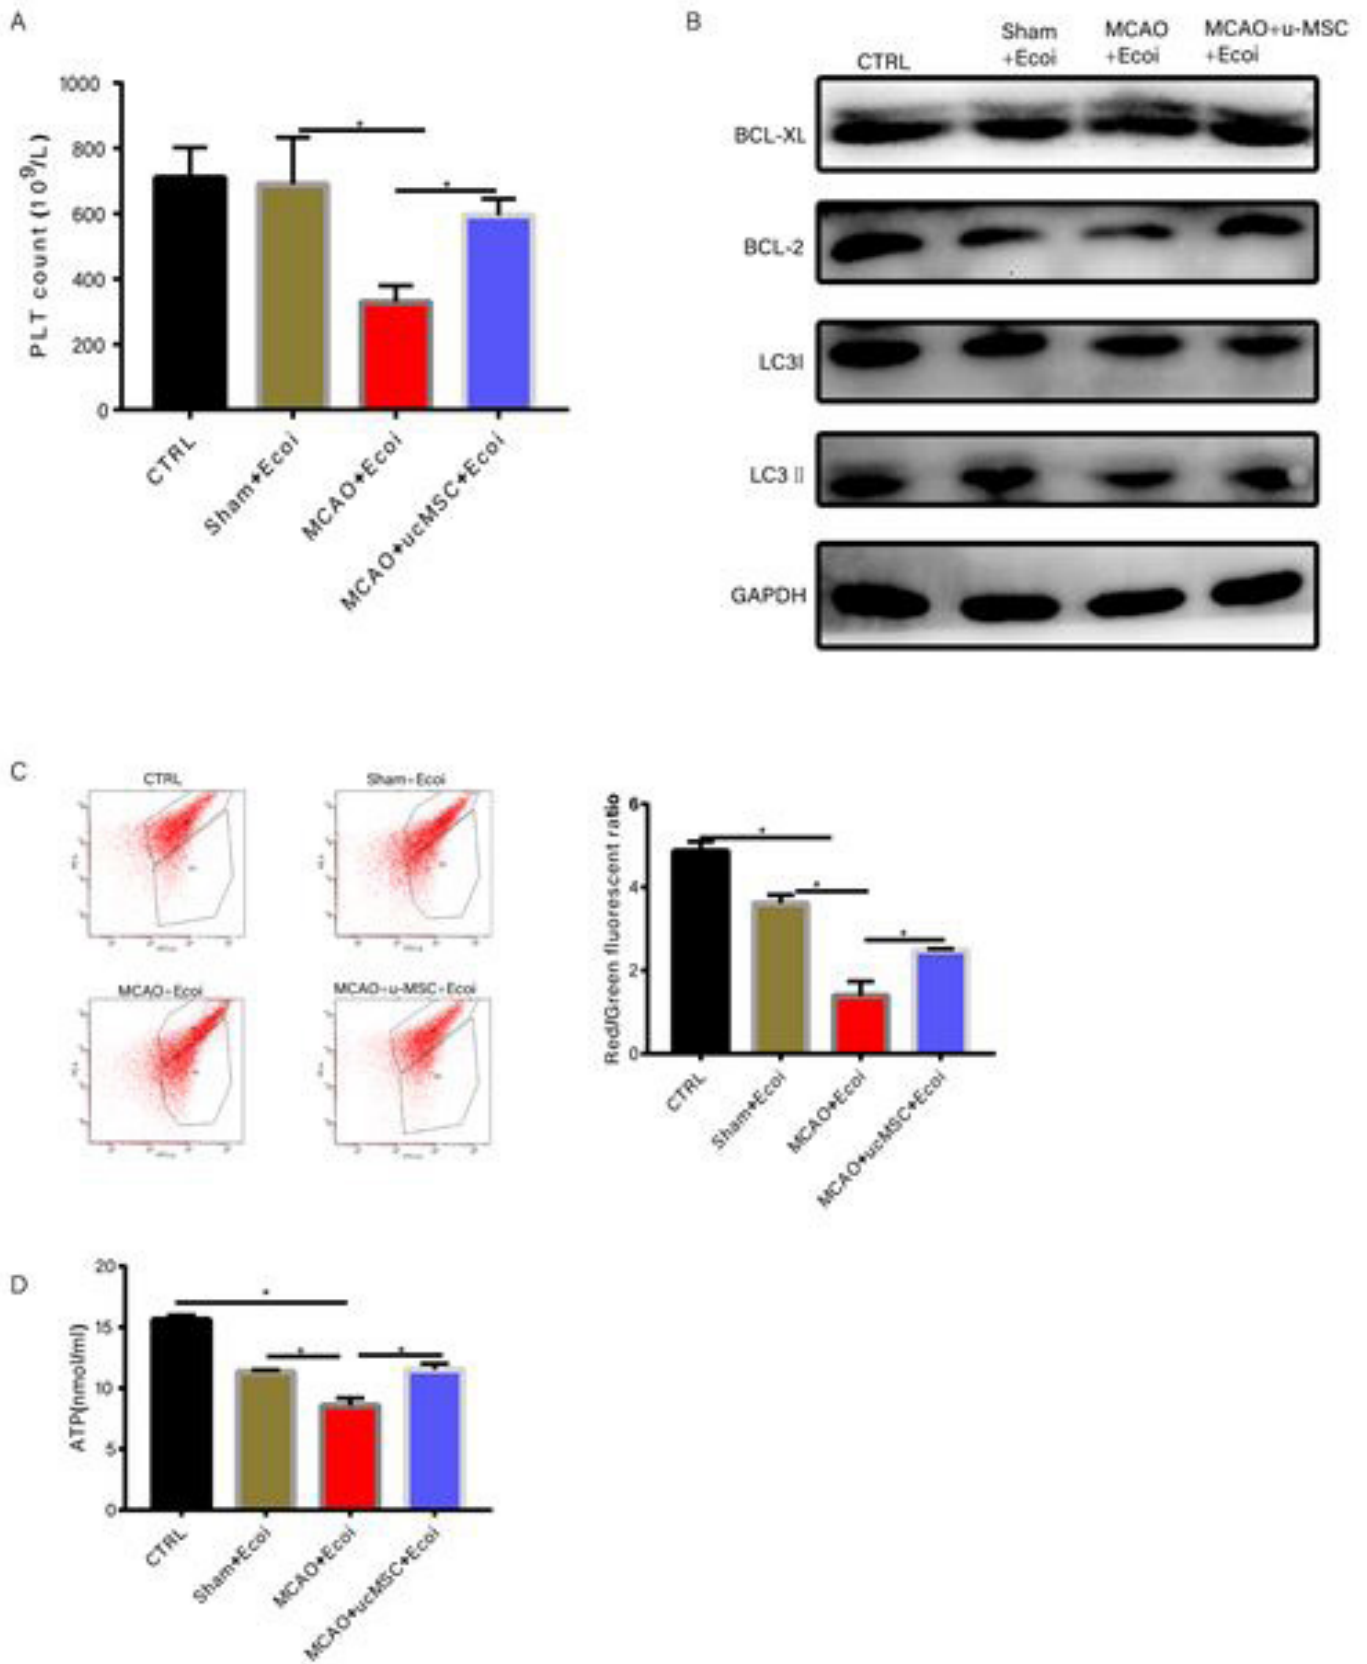 A
1000
800
600
400
200
0
PLT count (10⁹/L)
*
*
CTRL
Sham+Ecoi
MCAO+Ecoi
MCAO+ucMSC+Ecoi
B
CTRL
Sham
+Ecoi
MCAO
+Ecoi
MCAO+u-MSC
+Ecoi
BCL-XL
BCL-2
LC3I
LC3 II
GAPDH
C
CTRL
Sham+Ecoi
MCAO+Ecoi
MCAO+u-MSC+Ecoi
6
4
2
0
Red/Green fluorescent ratio
*
*
*
CTRL
Sham+Ecoi
MCAO+Ecoi
MCAO+ucMSC+Ecoi
D
20
15
10
5
0
ATP(nmol/ml)
*
*
*
CTRL
Sham+Ecoi
MCAO+Ecoi
MCAO+ucMSC+Ecoi